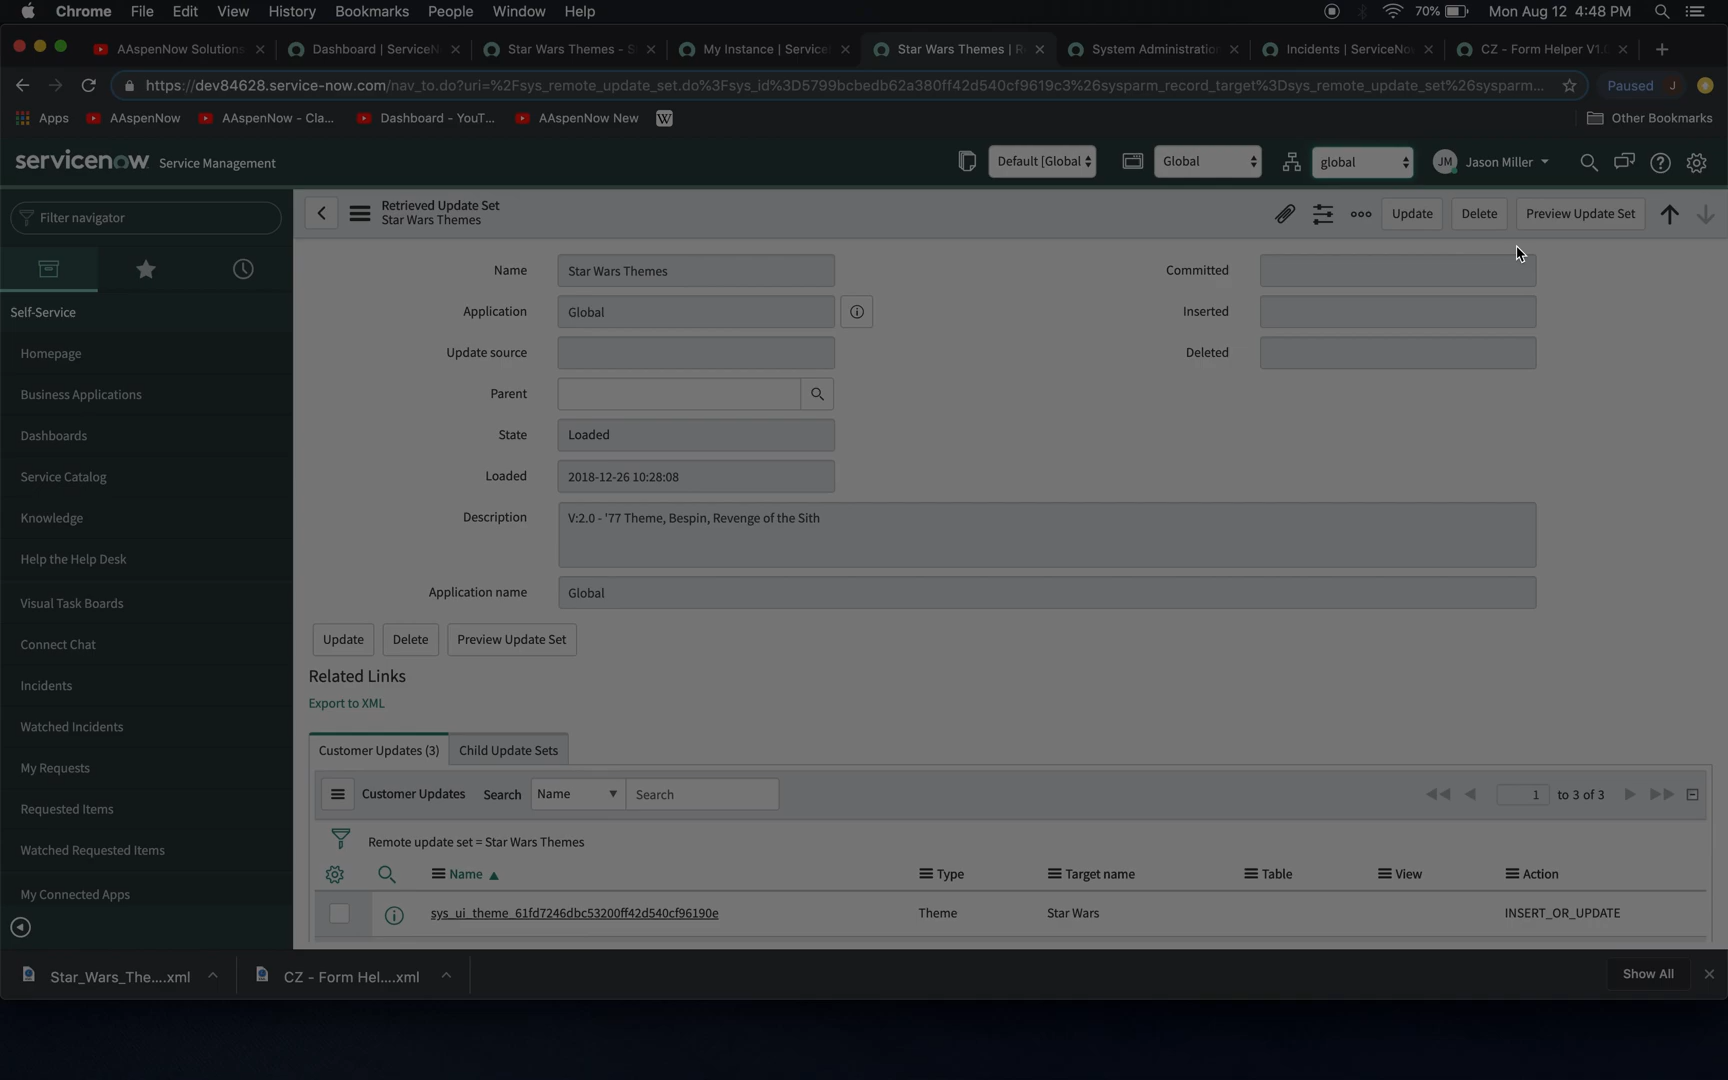 Chrome File Edit View History Bookmarks People Window Help 70% Mon Aug 12 4:48 PM
AAspenNow Solutions Dashboard | ServiceN Star Wars Themes - S My Instance | Service Star Wars Themes | R System Administratio Incidents | ServiceNo CZ - Form Helper V1.
https://dev84628.service-now.com/nav_to.do?uri=%2Fsys_remote_update_set.do%3Fsys_id%3D5799bcbedb62a380ff42d540cf9619c3%26sysparm_record_target%3Dsys_remote_update_set%26sysparm... Paused J
Apps AAspenNow AAspenNow - Cla... Dashboard - YouT... AAspenNow New W Other Bookmarks
servicenow Service Management Default [Global Global global JM Jason Miller
Filter navigator
Retrieved Update Set
Star Wars Themes
Update Delete Preview Update Set
Self-Service
Homepage
Business Applications
Dashboards
Service Catalog
Knowledge
Help the Help Desk
Visual Task Boards
Connect Chat
Incidents
Watched Incidents
My Requests
Requested Items
Watched Requested Items
My Connected Apps
Name Star Wars Themes Committed
Application Global Inserted
Update source Deleted
Parent
State Loaded
Loaded 2018-12-26 10:28:08
Description V:2.0 - '77 Theme, Bespin, Revenge of the Sith
Application name Global
Update Delete Preview Update Set
Related Links
Export to XML
Customer Updates (3) Child Update Sets
Customer Updates Search Name Search 1 to 3 of 3
Remote update set = Star Wars Themes
Name Type Target name Table View Action
sys_ui_theme_61fd7246dbc53200ff42d540cf96190e Theme Star Wars INSERT_OR_UPDATE
Star_Wars_The....xml CZ - Form Hel....xml Show All